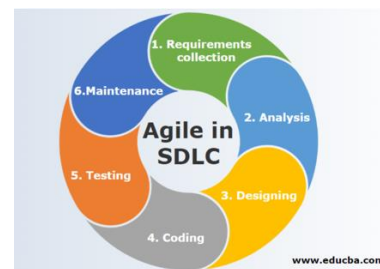 1. Requirements
collection
2. Analysis
3. Designing
4. Coding
5. Testing
6.Maintenance
Agile in
SDLC
www.educba.com